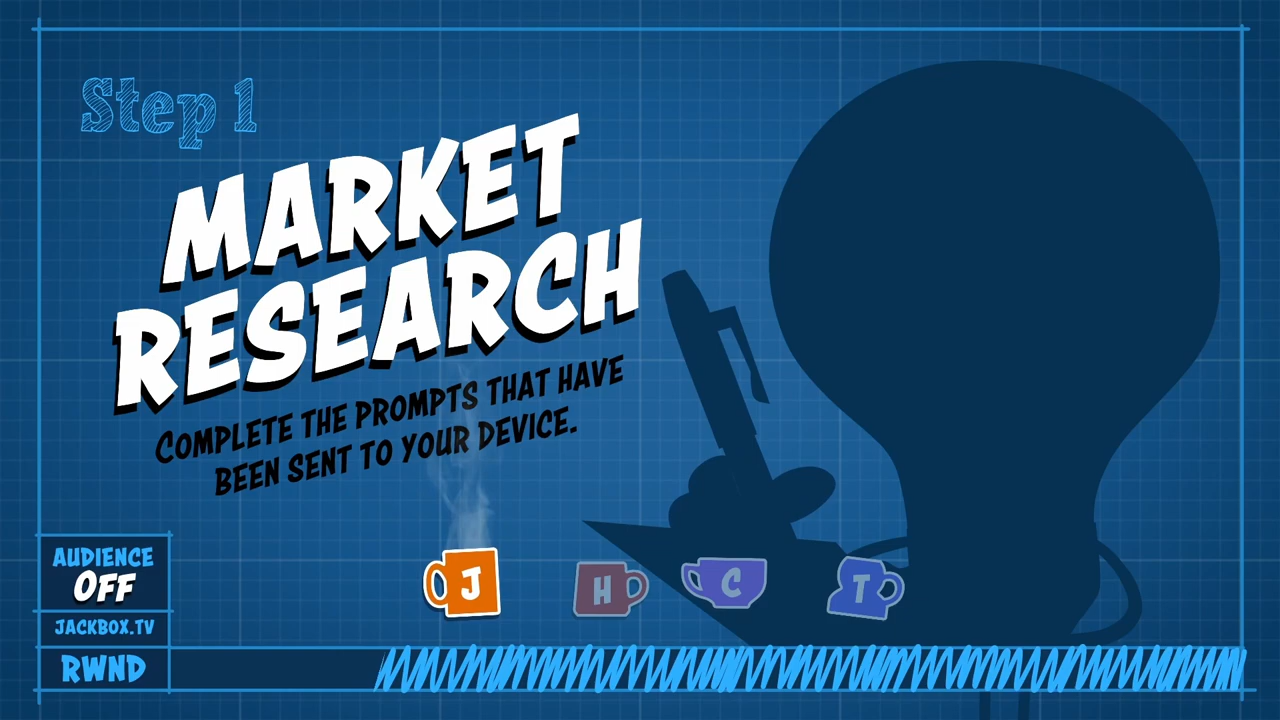 Step 1
MARKET
RESEARCH
COMPLETE THE PROMPTS THAT HAVE
BEEN SENT TO YOUR DEVICE.
J H C T
AUDIENCE
OFF
JACKBOX.TV
RWND